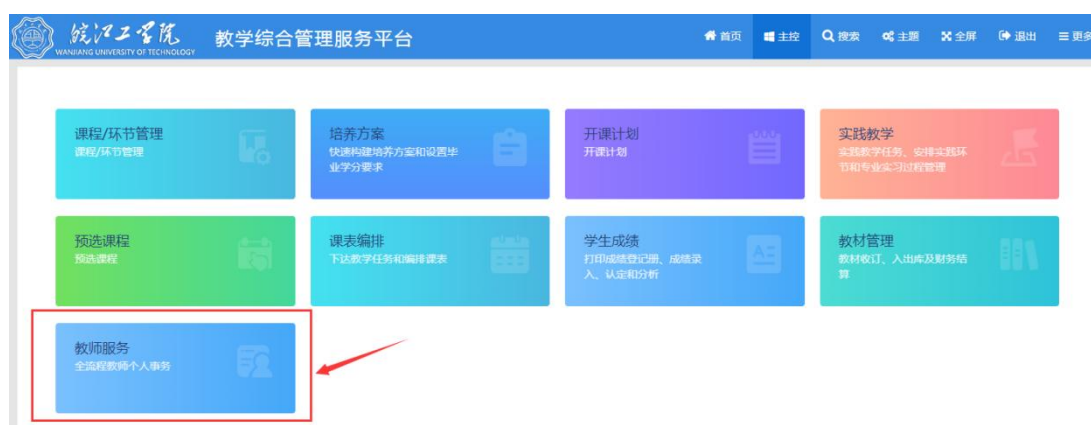 皖江工学院
WANJIANG UNIVERSITY OF TECHNOLOGY
教学综合管理服务平台
首页 主控 搜索 主题 全屏 退出 更多
课程/环节管理
课程/环节管理
培养方案
快速构建培养方案和设置毕
业学分要求
开课计划
开课计划
实践教学
实践教学任务、安排实践环
节和专业实习过程管理
预选课程
预选课程
课表编排
下达教学任务和编排课表
学生成绩
打印成绩登记册、成绩录
入、认定和分析
教材管理
教材收订、入出库及财务结
算
教师服务
全流程教师个人事务